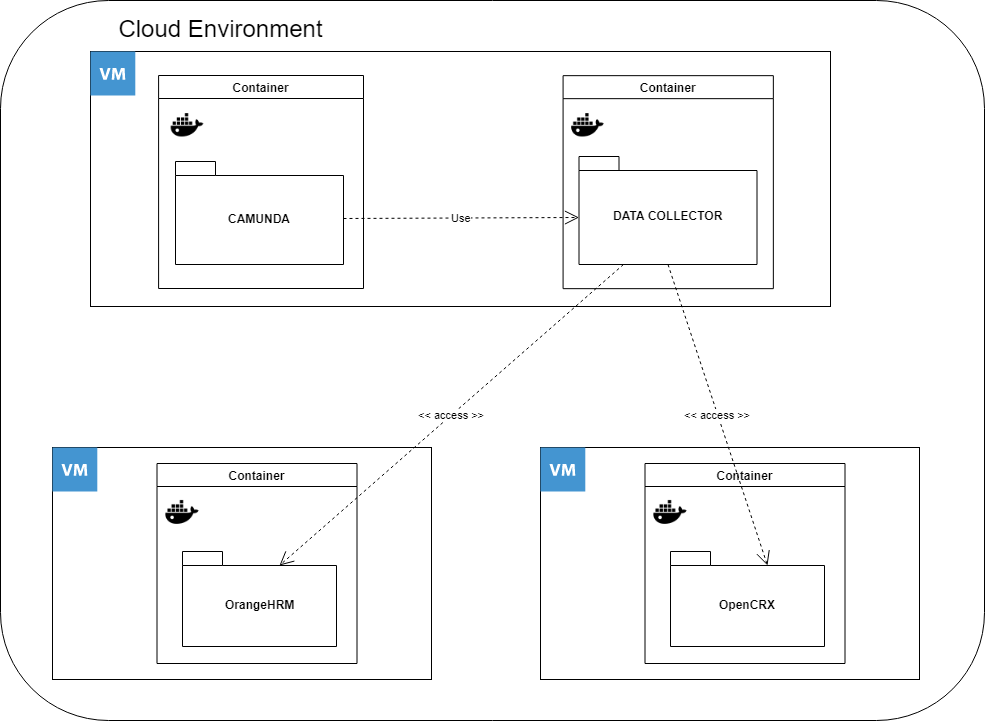 Cloud Environment
VM
Container
Container
CAMUNDA
Use
DATA COLLECTOR
<< access >>
<< access >>
VM
Container
VM
Container
OrangeHRM
OpenCRX